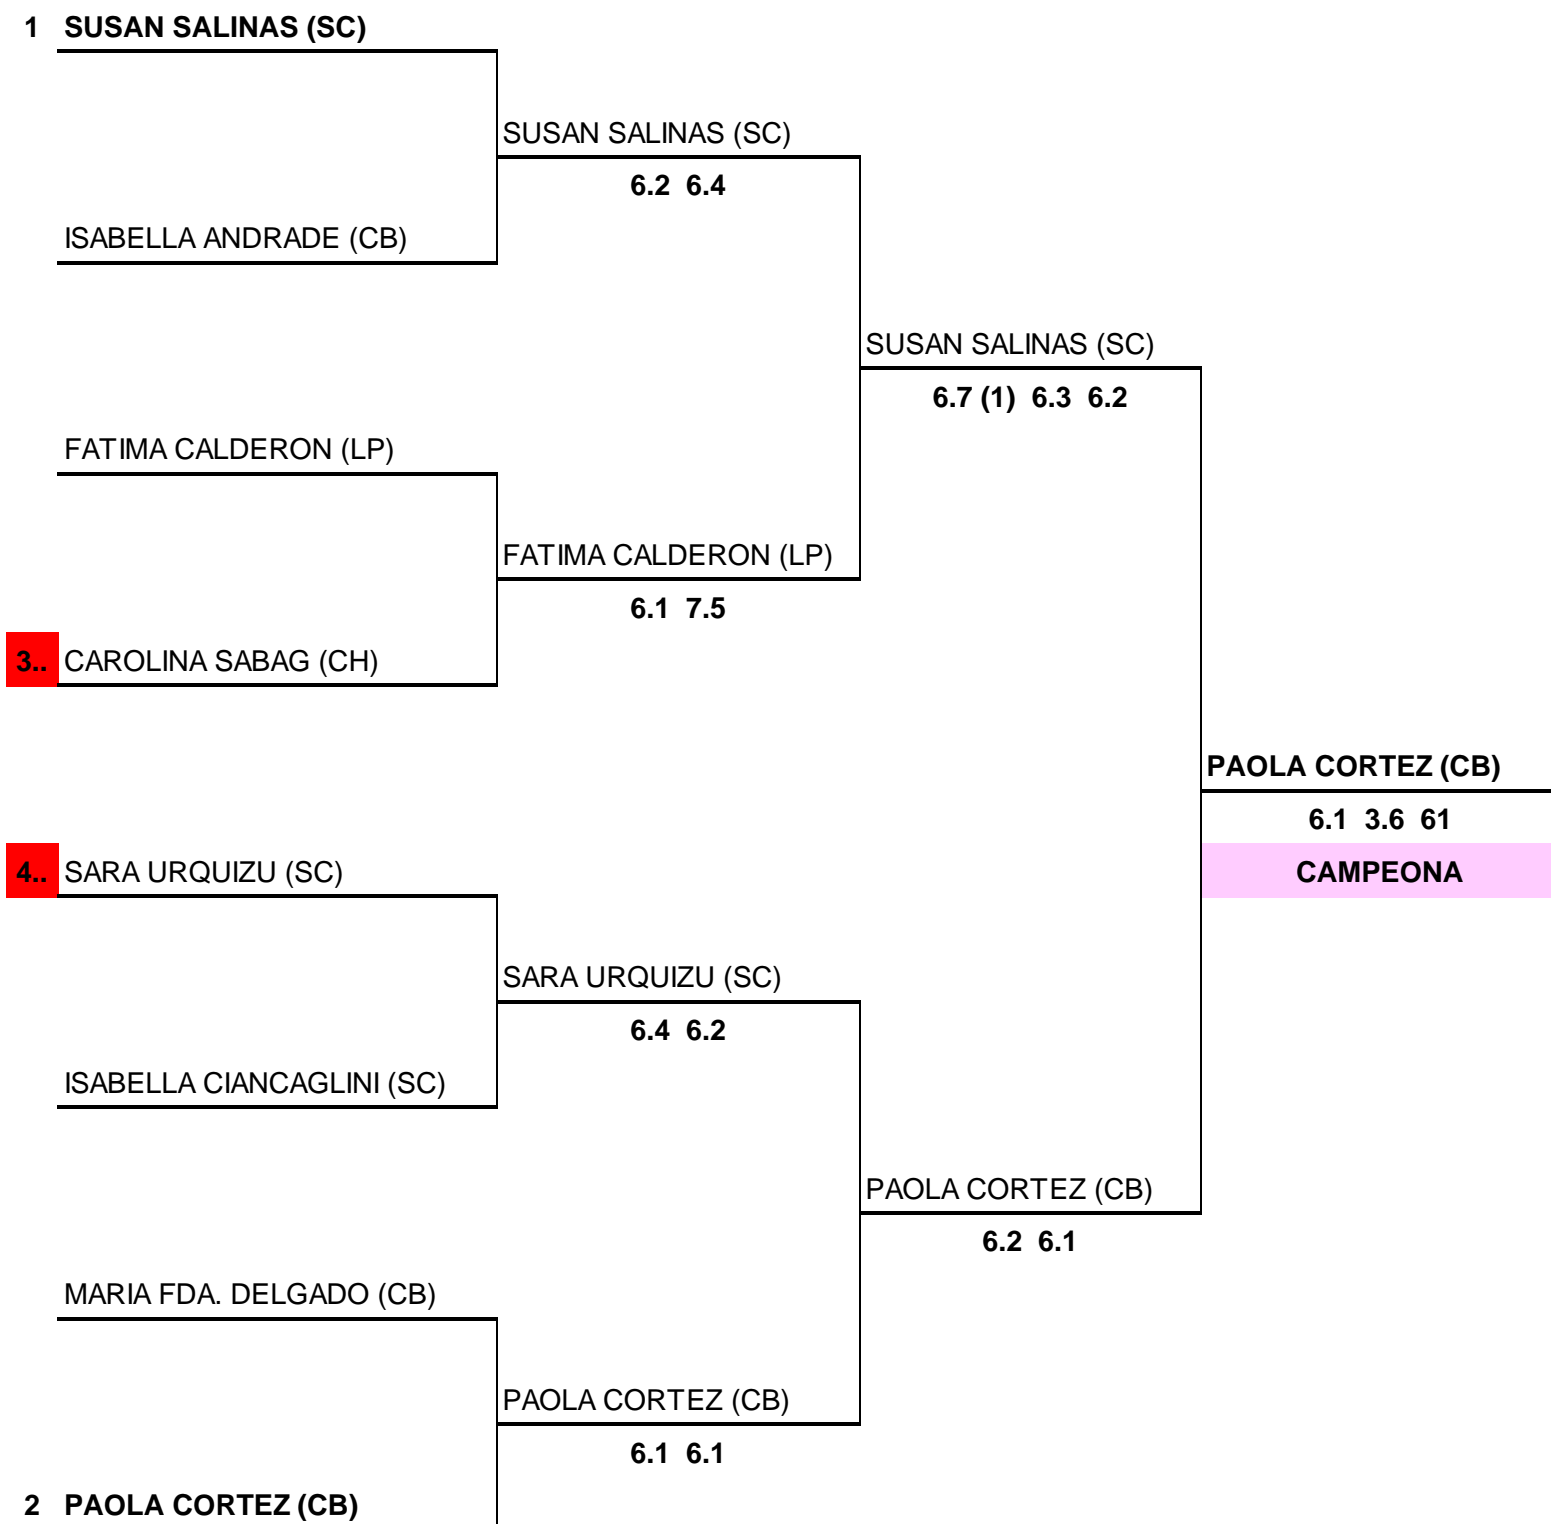 1 SUSAN SALINAS (SC)
SUSAN SALINAS (SC)
6.2 6.4
ISABELLA ANDRADE (CB)
SUSAN SALINAS (SC)
6.7 (1) 6.3 6.2
FATIMA CALDERON (LP)
FATIMA CALDERON (LP)
6.1 7.5
3.. CAROLINA SABAG (CH)
PAOLA CORTEZ (CB)
6.1 3.6 61
4.. SARA URQUIZU (SC)
CAMPEONA
SARA URQUIZU (SC)
6.4 6.2
ISABELLA CIANCAGLINI (SC)
PAOLA CORTEZ (CB)
6.2 6.1
MARIA FDA. DELGADO (CB)
PAOLA CORTEZ (CB)
6.1 6.1
2 PAOLA CORTEZ (CB)